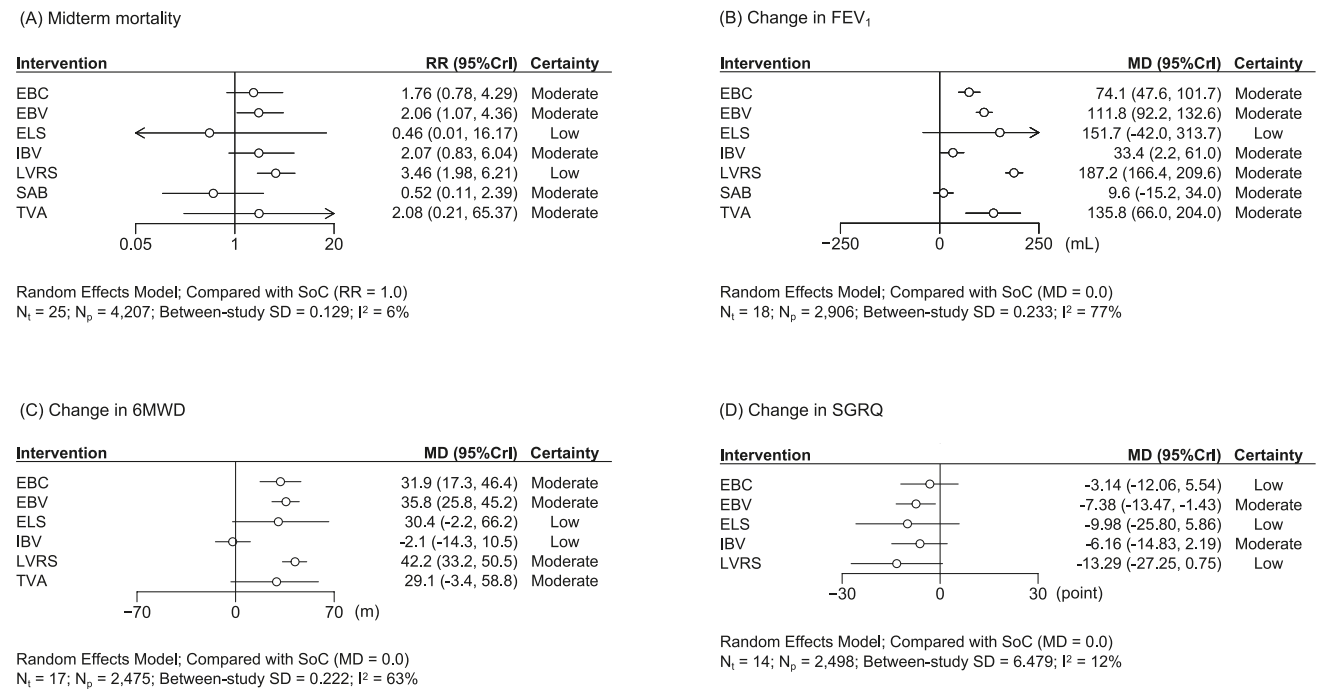 (A) Midterm mortality
Intervention RR (95%CrI) Certainty
EBC 1.76 (0.78, 4.29) Moderate
EBV 2.06 (1.07, 4.36) Moderate
ELS 0.46 (0.01, 16.17) Low
IBV 2.07 (0.83, 6.04) Moderate
LVRS 3.46 (1.98, 6.21) Low
SAB 0.52 (0.11, 2.39) Moderate
TVA 2.08 (0.21, 65.37) Moderate
0.05 1 20
Random Effects Model; Compared with SoC (RR = 1.0)
Nt = 25; Np = 4,207; Between-study SD = 0.129; I² = 6%
(B) Change in FEV₁
Intervention MD (95%CrI) Certainty
EBC 74.1 (47.6, 101.7) Moderate
EBV 111.8 (92.2, 132.6) Moderate
ELS 151.7 (-42.0, 313.7) Low
IBV 33.4 (2.2, 61.0) Moderate
LVRS 187.2 (166.4, 209.6) Moderate
SAB 9.6 (-15.2, 34.0) Moderate
TVA 135.8 (66.0, 204.0) Moderate
−250 0 250 (mL)
Random Effects Model; Compared with SoC (MD = 0.0)
Nt = 18; Np = 2,906; Between-study SD = 0.233; I² = 77%
(C) Change in 6MWD
Intervention MD (95%CrI) Certainty
EBC 31.9 (17.3, 46.4) Moderate
EBV 35.8 (25.8, 45.2) Moderate
ELS 30.4 (-2.2, 66.2) Low
IBV -2.1 (-14.3, 10.5) Low
LVRS 42.2 (33.2, 50.5) Moderate
TVA 29.1 (-3.4, 58.8) Moderate
−70 0 70 (m)
Random Effects Model; Compared with SoC (MD = 0.0)
Nt = 17; Np = 2,475; Between-study SD = 0.222; I² = 63%
(D) Change in SGRQ
Intervention MD (95%CrI) Certainty
EBC -3.14 (-12.06, 5.54) Low
EBV -7.38 (-13.47, -1.43) Moderate
ELS -9.98 (-25.80, 5.86) Low
IBV -6.16 (-14.83, 2.19) Moderate
LVRS -13.29 (-27.25, 0.75) Low
−30 0 30 (point)
Random Effects Model; Compared with SoC (MD = 0.0)
Nt = 14; Np = 2,498; Between-study SD = 6.479; I² = 12%